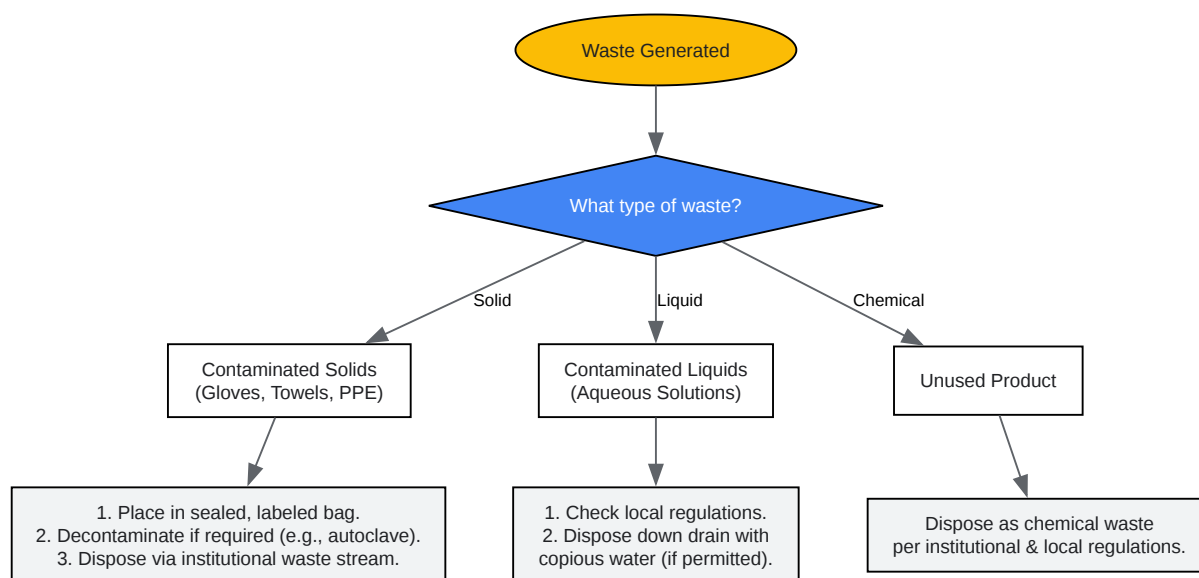 Waste Generated
What type of waste?
Solid
Liquid
Chemical
Contaminated Solids
(Gloves, Towels, PPE)
Contaminated Liquids
(Aqueous Solutions)
Unused Product
1. Place in sealed, labeled bag.
2. Decontaminate if required (e.g., autoclave).
3. Dispose via institutional waste stream.
1. Check local regulations.
2. Dispose down drain with
copious water (if permitted).
Dispose as chemical waste
per institutional & local regulations.